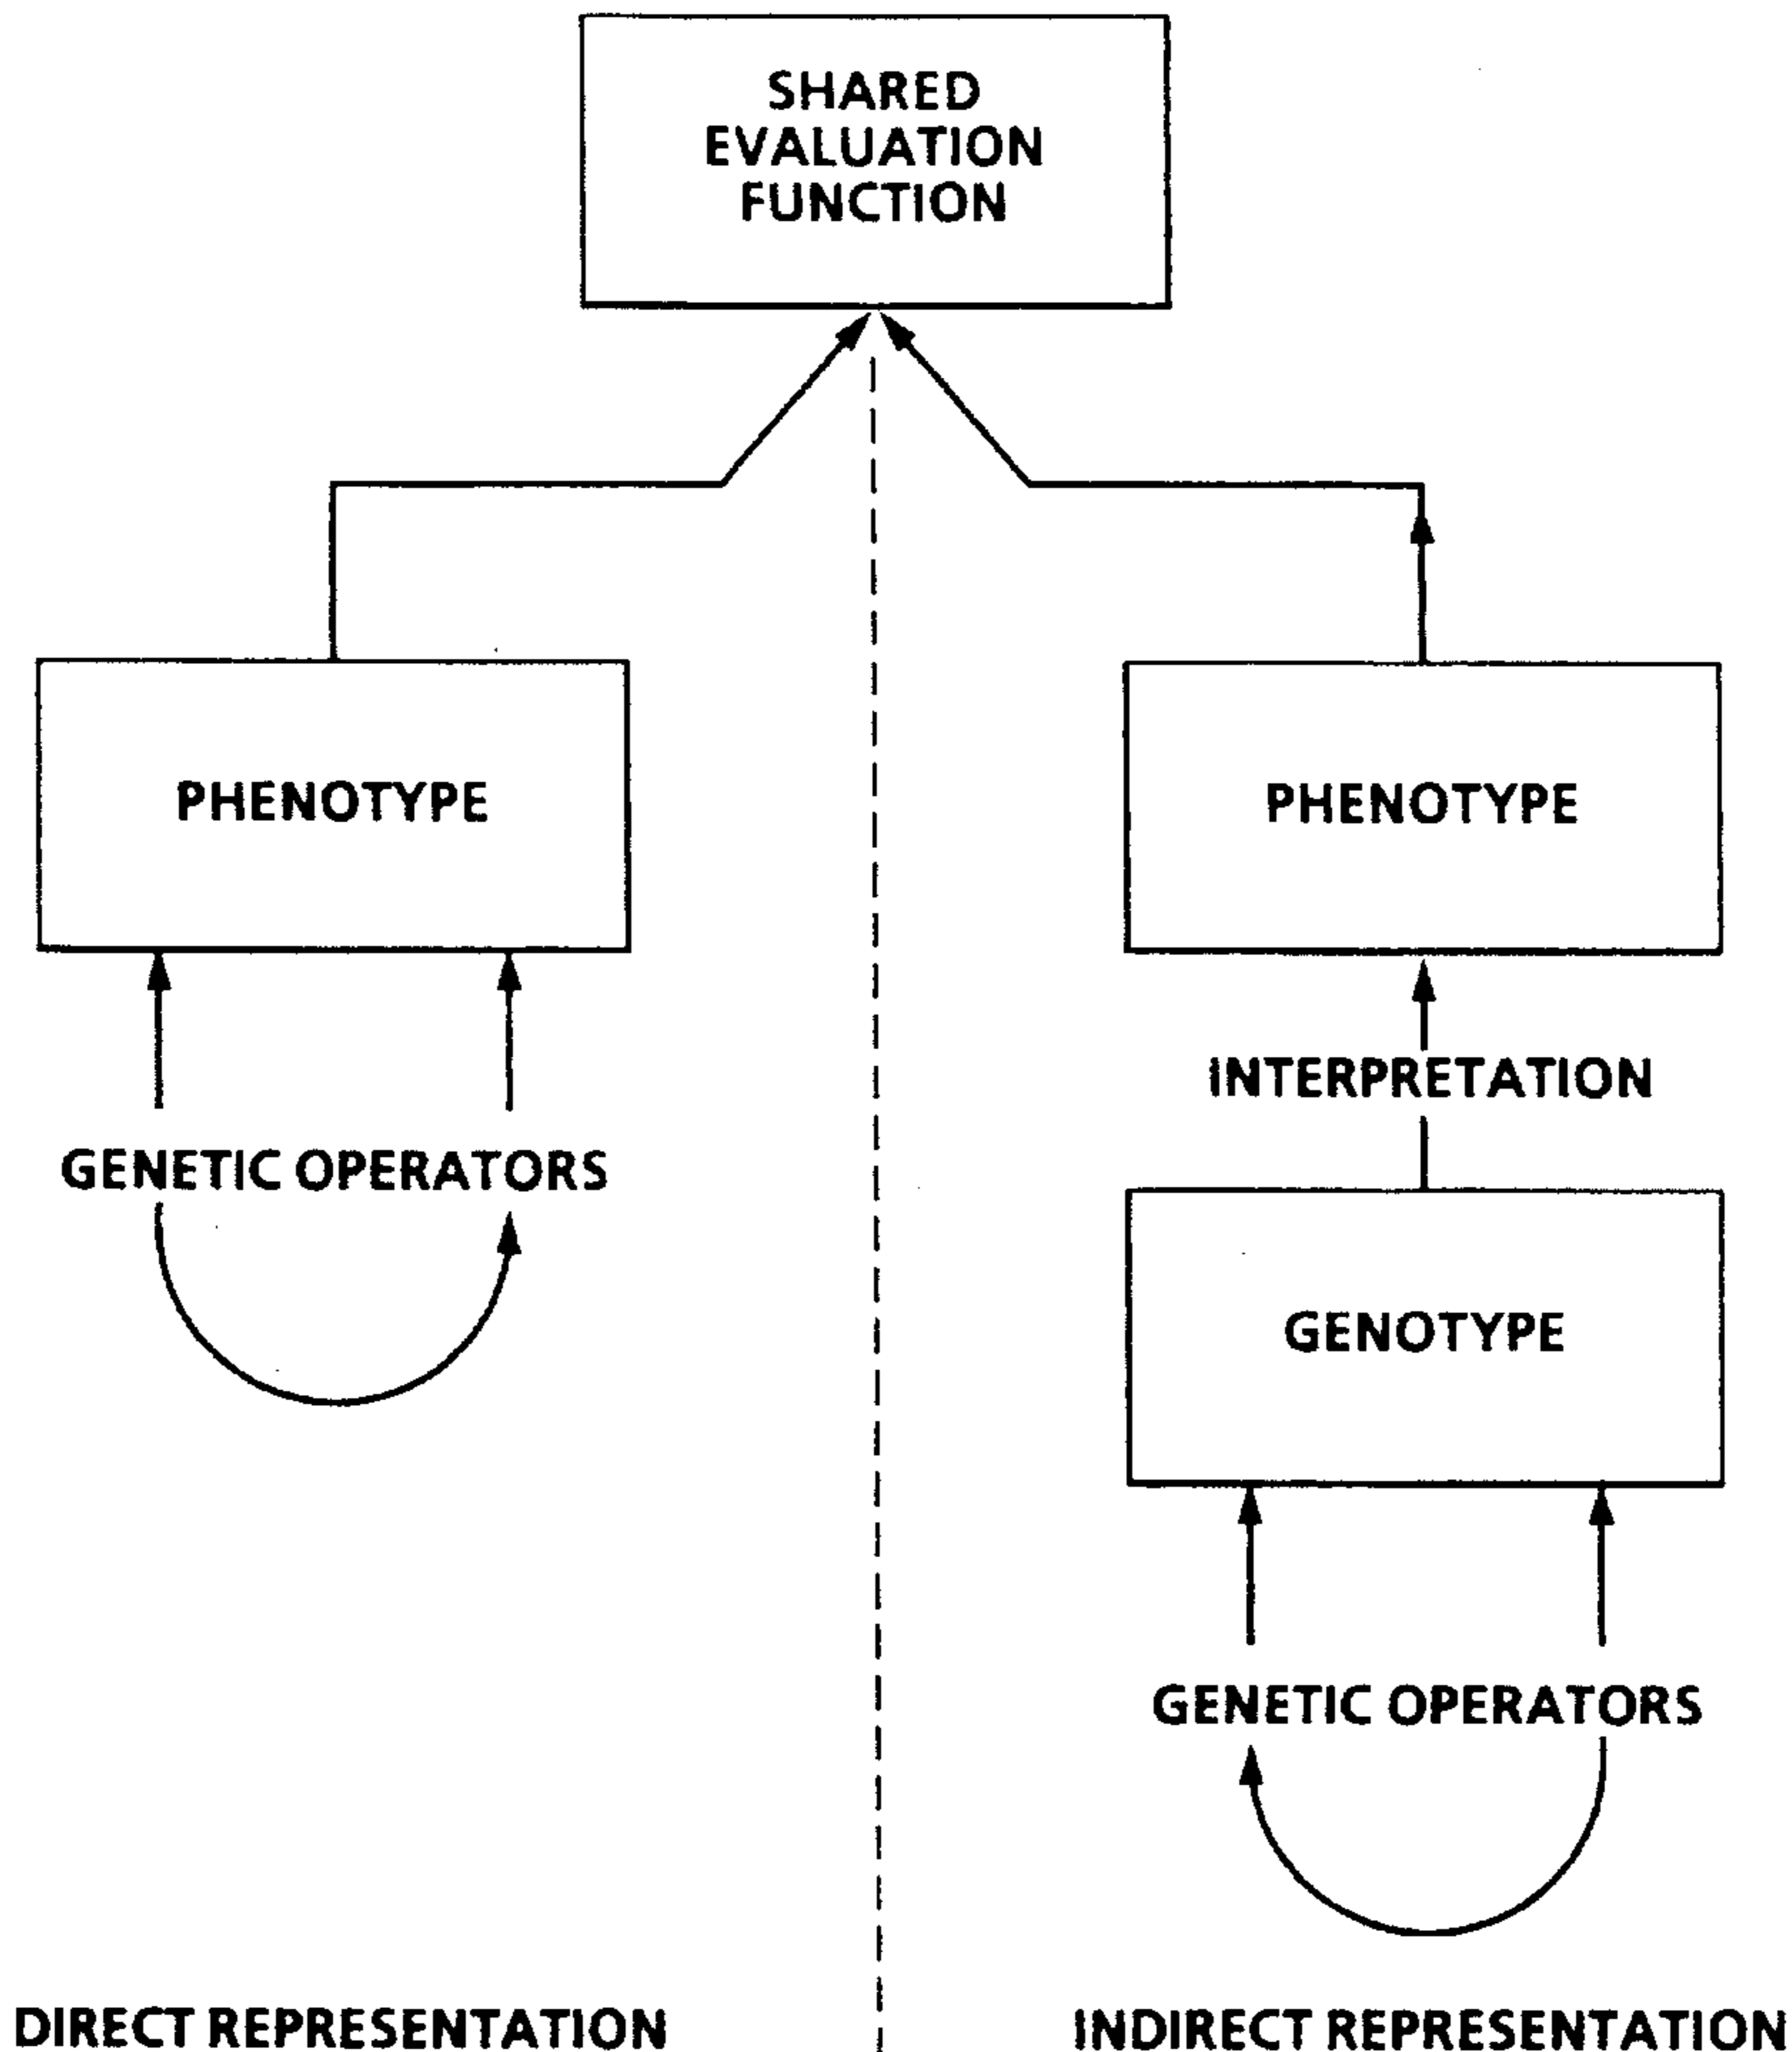 SHARED
EVALUATION
FUNCTION
PHENOTYPE
PHENOTYPE
INTERPRETATION
GENETIC OPERATORS
GENOTYPE
GENETIC OPERATORS
DIRECT REPRESENTATION
INDIRECT REPRESENTATION